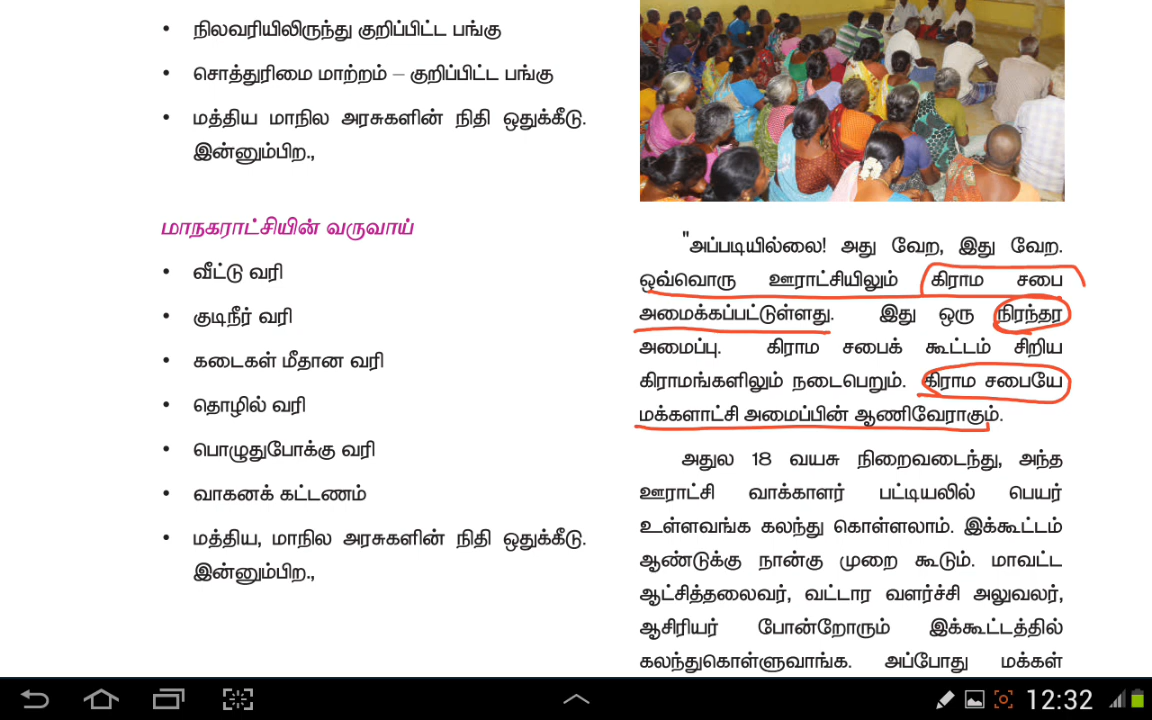 • நிலவரியிலிருந்து குறிப்பிட்ட பங்கு
• சொத்துரிமை மாற்றம் – குறிப்பிட்ட பங்கு
• மத்திய மாநில அரசுகளின் நிதி ஒதுக்கீடு.
இன்னும்பிற.,
மாநகராட்சியின் வருவாய்
• வீட்டு வரி
• குடிநீர் வரி
• கடைகள் மீதான வரி
• தொழில் வரி
• பொழுதுபோக்கு வரி
• வாகனக் கட்டணம்
• மத்திய, மாநில அரசுகளின் நிதி ஒதுக்கீடு.
இன்னும்பிற.,
"அப்படியில்லை! அது வேற, இது வேற.
ஒவ்வொரு ஊராட்சியிலும் கிராம சபை
அமைக்கப்பட்டுள்ளது. இது ஒரு நிரந்தர
அமைப்பு. கிராம சபைக் கூட்டம் சிறிய
கிராமங்களிலும் நடைபெறும். கிராம சபையே
மக்களாட்சி அமைப்பின் ஆணிவேராகும்.
அதுல 18 வயசு நிறைவடைந்து, அந்த
ஊராட்சி வாக்காளர் பட்டியலில் பெயர்
உள்ளவங்க கலந்து கொள்ளலாம். இக்கூட்டம்
ஆண்டுக்கு நான்கு முறை கூடும். மாவட்ட
ஆட்சித்தலைவர், வட்டார வளர்ச்சி அலுவலர்,
ஆசிரியர் போன்றோரும் இக்கூட்டத்தில்
கலந்துகொள்ளுவாங்க. அப்போது மக்கள்
12:32